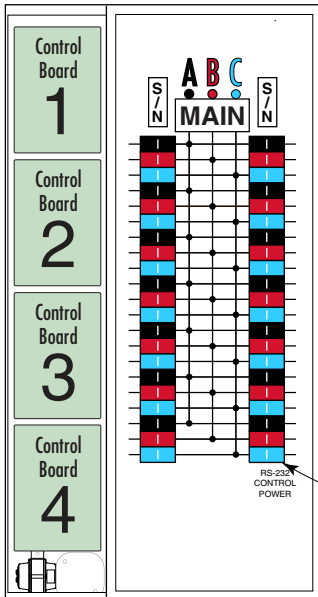 Control
Board
1
Control
Board
2
Control
Board
3
Control
Board
4
A B C
S/N
MAIN
S/N
RS-232
CONTROL
POWER